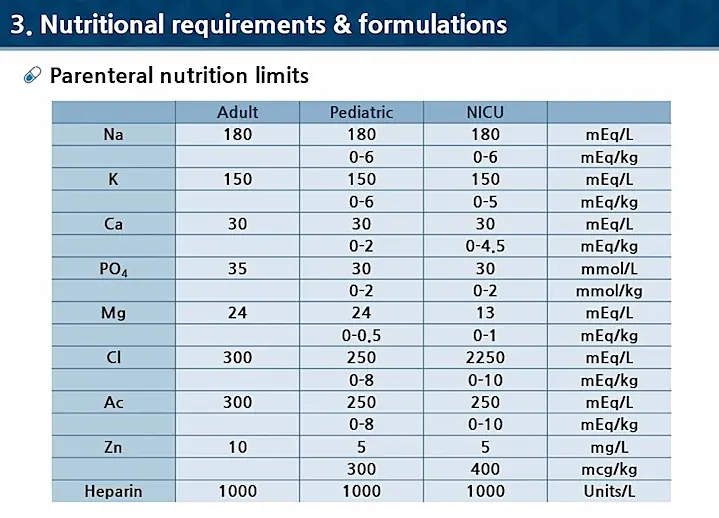 3. Nutritional requirements & formulations
Parenteral nutrition limits
Adult Pediatric NICU
Na 180 180 180 mEq/L
0-6 0-6 mEq/kg
K 150 150 150 mEq/L
0-6 0-5 mEq/kg
Ca 30 30 30 mEq/L
0-2 0-4.5 mEq/kg
PO₄ 35 30 30 mmol/L
0-2 0-2 mmol/kg
Mg 24 24 13 mEq/L
0-0.5 0-1 mEq/kg
Cl 300 250 2250 mEq/L
0-8 0-10 mEq/kg
Ac 300 250 250 mEq/L
0-8 0-10 mEq/kg
Zn 10 5 5 mg/L
300 400 mcg/kg
Heparin 1000 1000 1000 Units/L